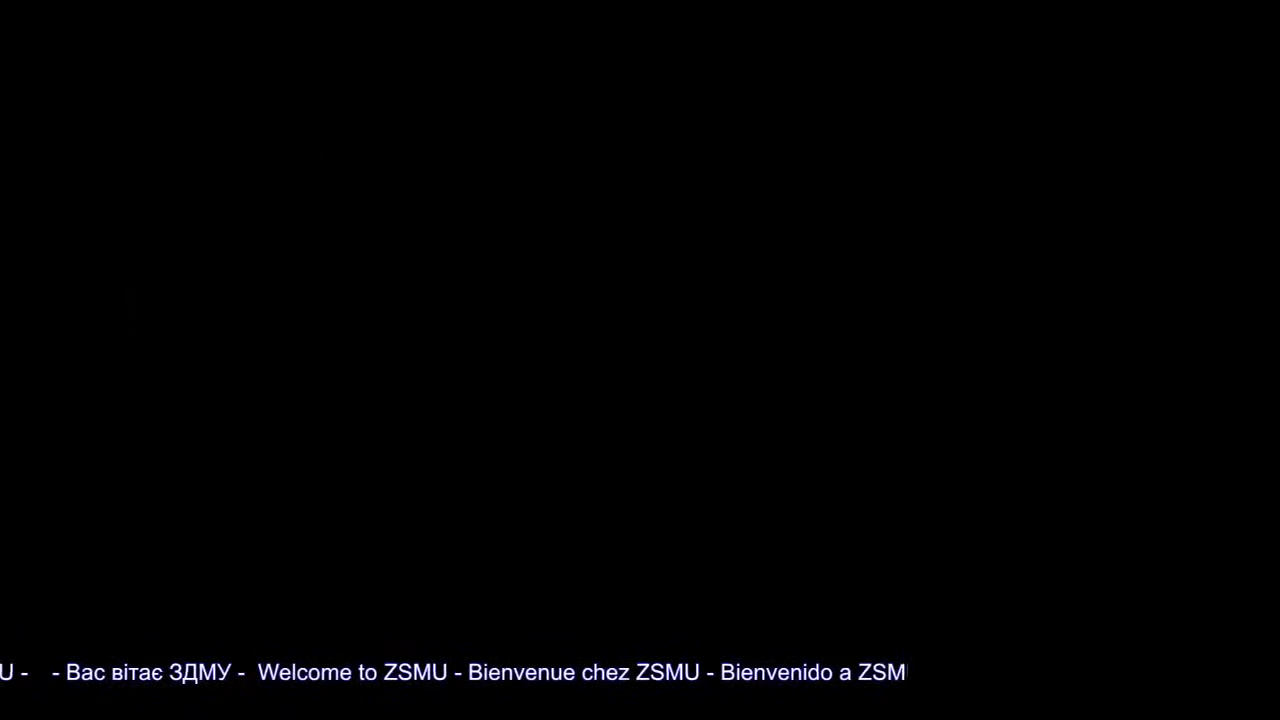 U - - Вас вітає ЗДМУ - Welcome to ZSMU - Bienvenue chez ZSMU - Bienvenido a ZSM